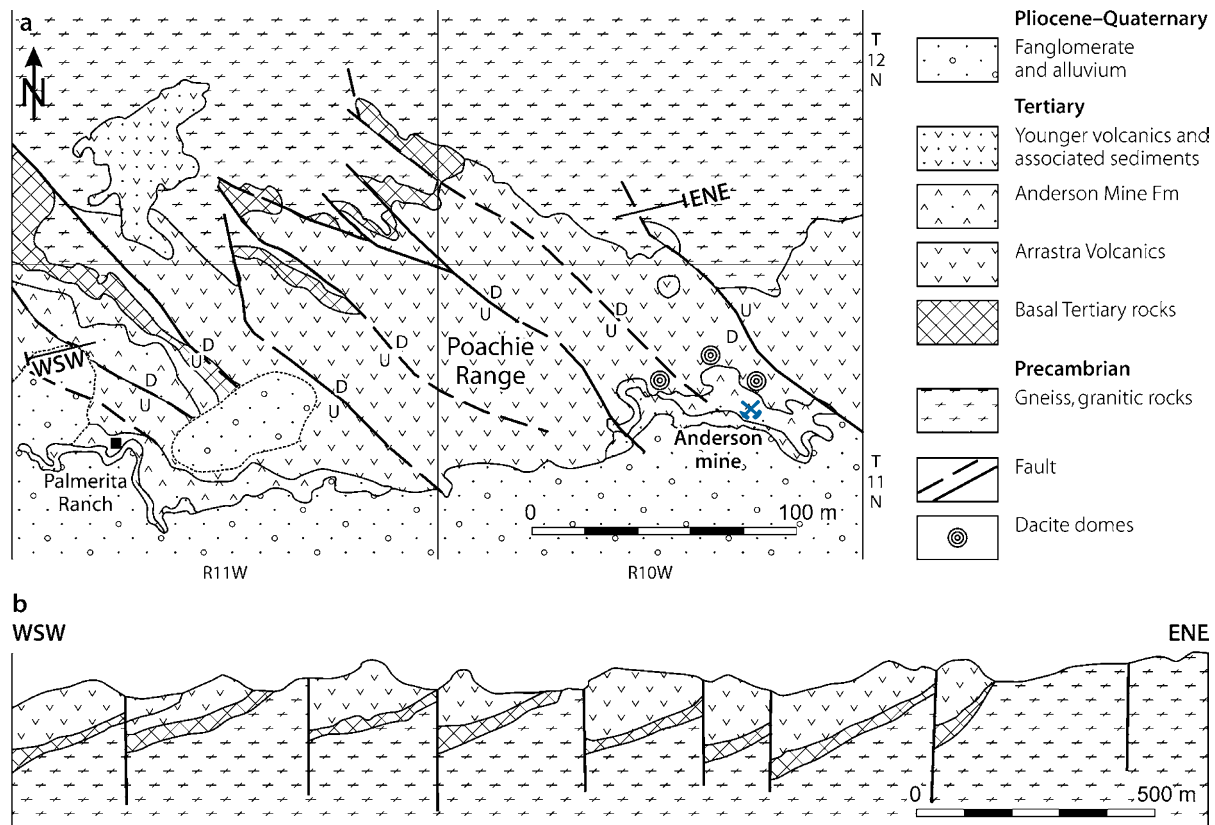 a
N
T
12
N
Pliocene–Quaternary
Fanglomerate
and alluvium
Tertiary
Younger volcanics and
associated sediments
Anderson Mine Fm
Arrastra Volcanics
Basal Tertiary rocks
Precambrian
Gneiss, granitic rocks
Fault
Dacite domes
ENE
WSW
D
U
D
U
D
U
D
U
D
U
D
U
U
D
Poachie
Range
Anderson
mine
Palmerita
Ranch
T
11
N
0 100 m
R11W
R10W
b
WSW
ENE
0 500 m